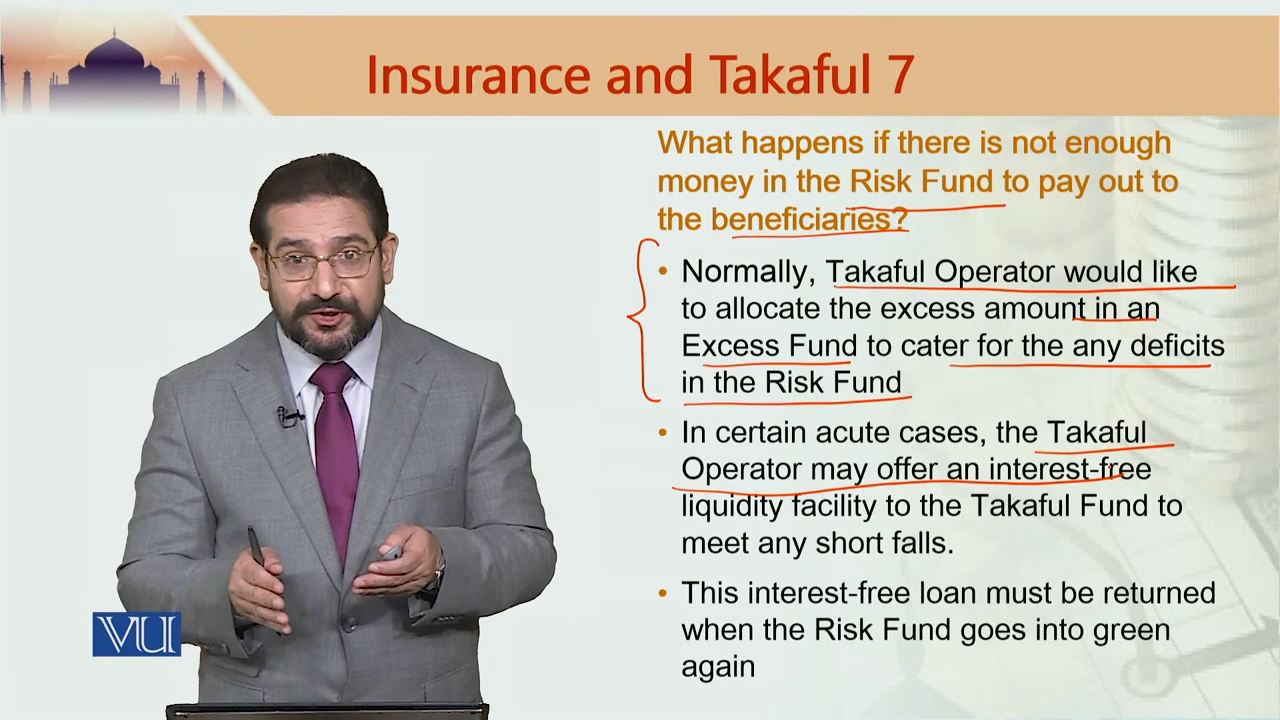 Insurance and Takaful 7
What happens if there is not enough
money in the Risk Fund to pay out to
the beneficiaries?
• Normally, Takaful Operator would like
to allocate the excess amount in an
Excess Fund to cater for the any deficits
in the Risk Fund
• In certain acute cases, the Takaful
Operator may offer an interest-free
liquidity facility to the Takaful Fund to
meet any short falls.
• This interest-free loan must be returned
when the Risk Fund goes into green
again
VU